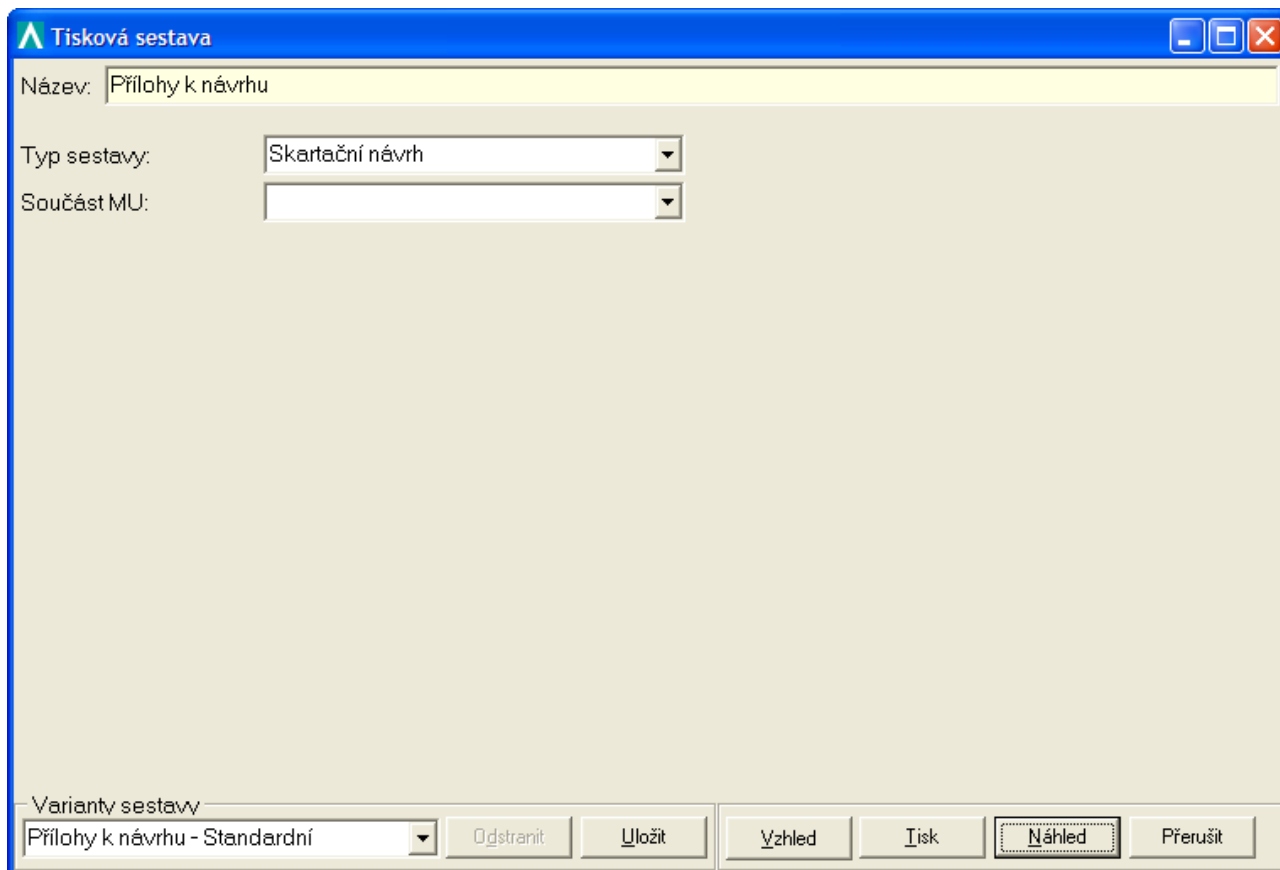 Tisková sestava
Název: Přílohy k návrhu
Typ sestavy: Skartační návrh
Součást MU:
Varianty sestavy
Přílohy k návrhu - Standardní Odstranit Uložit Vzhled Tisk Náhled Přerušit